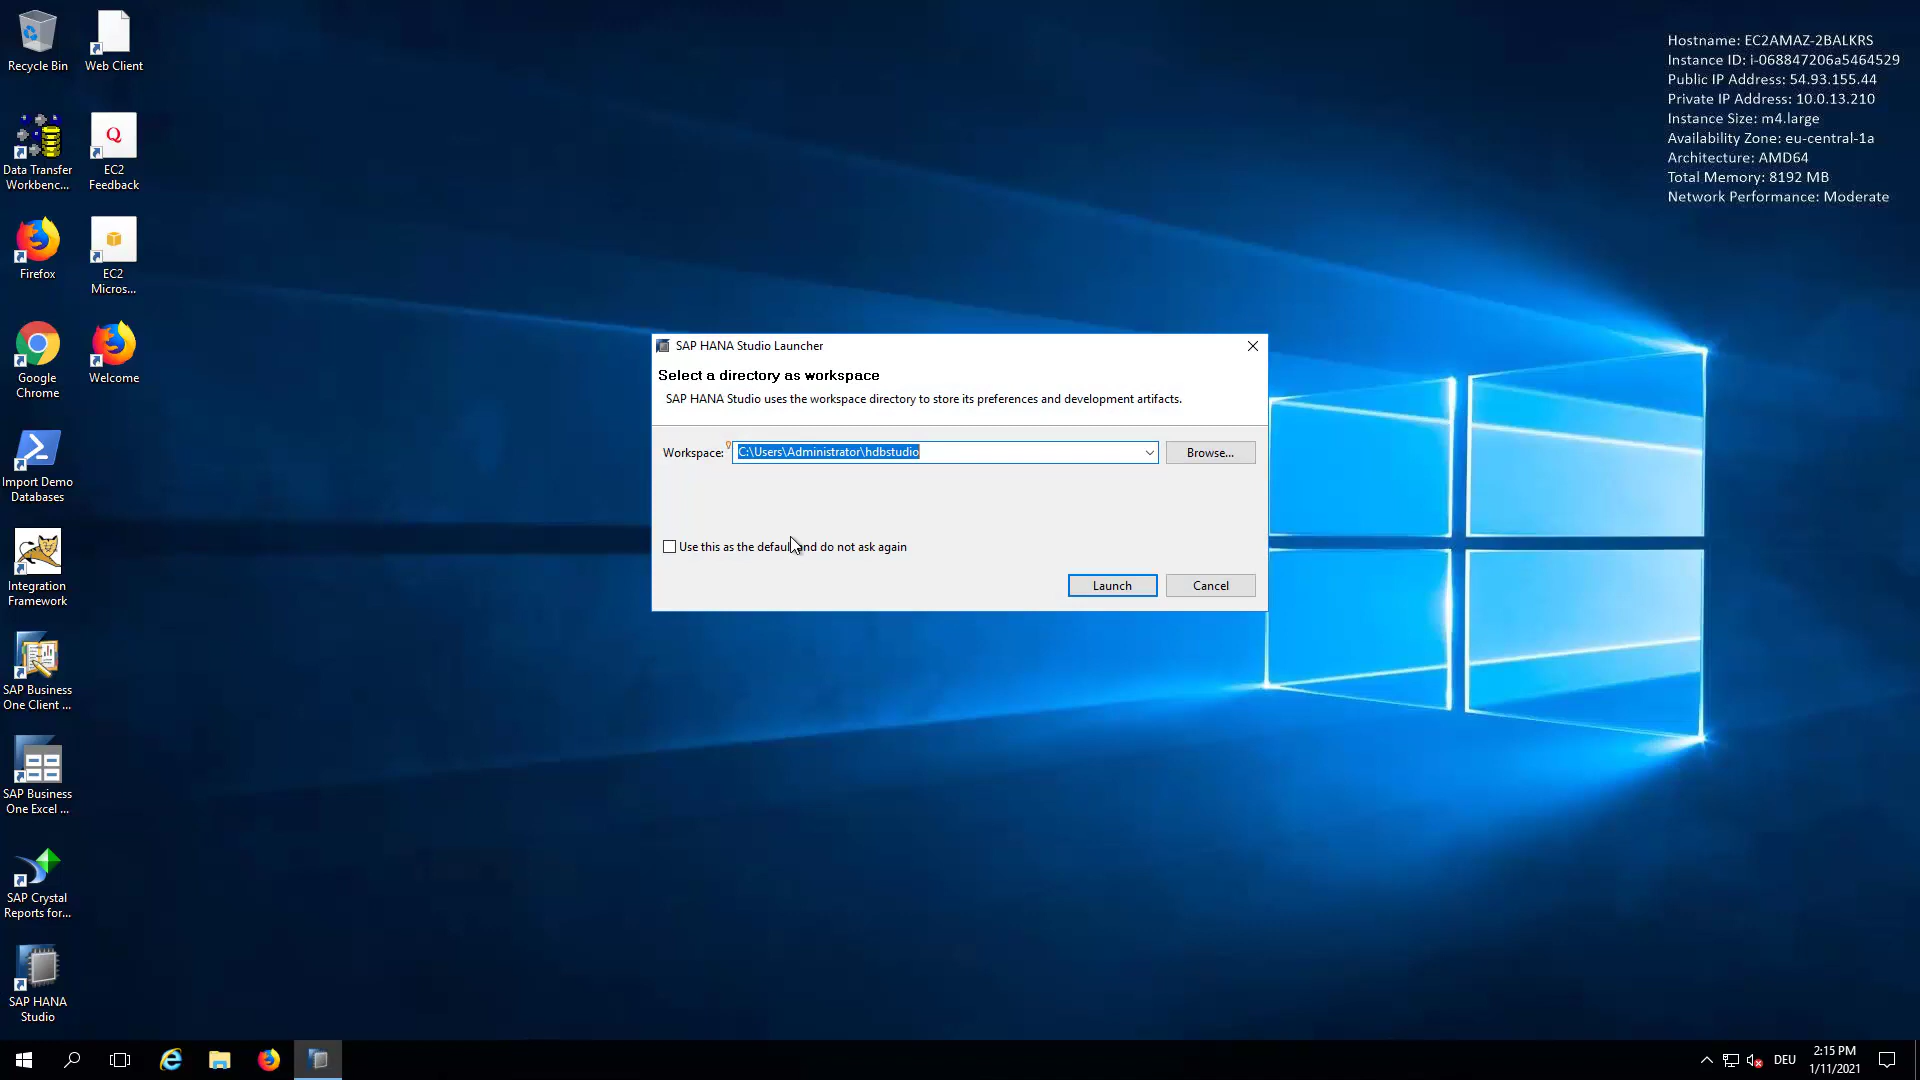 Recycle Bin
Web Client
Data Transfer
Workbenc...
EC2
Feedback
Q
Firefox
EC2
Micros...
Google
Chrome
Welcome
Import Demo
Databases
Integration
Framework
SAP Business
One Client ...
SAP Business
One Excel ...
SAP Crystal
Reports for...
SAP HANA
Studio
Hostname: EC2AMAZ-2BALKRS
Instance ID: i-068847206a5464529
Public IP Address: 54.93.155.44
Private IP Address: 10.0.13.210
Instance Size: m4.large
Availability Zone: eu-central-1a
Architecture: AMD64
Total Memory: 8192 MB
Network Performance: Moderate
SAP HANA Studio Launcher
Select a directory as workspace
SAP HANA Studio uses the workspace directory to store its preferences and development artifacts.
Workspace: C:\Users\Administrator\hdbstudio
Browse...
Use this as the default and do not ask again
Launch
Cancel
DEU
2:15 PM
1/11/2021